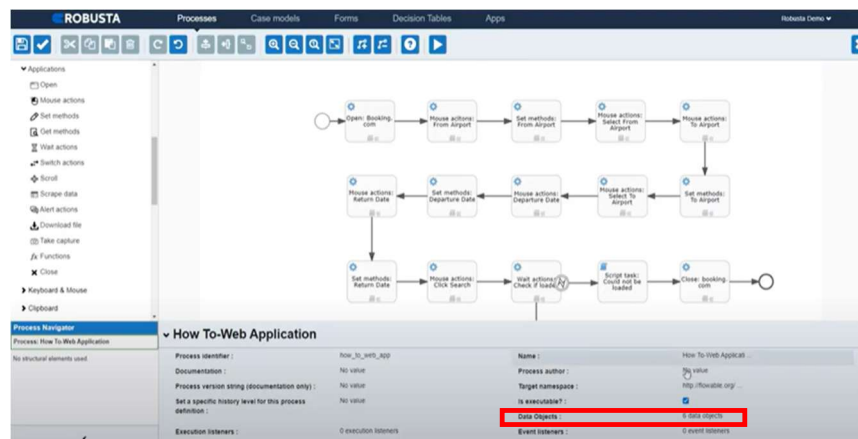 ROBUSTA Processes Case models Forms Decision Tables Apps Robusta Demo
Applications
Open
Mouse actions
Set methods
Get methods
Wait actions
Switch actions
Scroll
Scrape data
Alert actions
Download file
Take capture
Functions
Close
Keyboard & Mouse
Clipboard
Open: Booking.
com
Mouse acitons:
From Airport
Set methods:
From Airport
Mouse actions:
Select From
Airport
Mouse actions:
To Airport
Mouse actions:
Return Date
Set methods:
Departure Date
Mouse actions:
Departure Date
Mouse actions:
Select To
Airport
Set methods:
To Airport
Set methods:
Return Date
Mouse actions:
Click Search
Wait actions:
Check if loade
Script task:
Could not be
loaded
Close: booking.
com
Process Navigator
Process: How To-Web Application
No structural elements used.
How To-Web Application
Process identifier : how_to_web_app Name : How To-Web Applicati ...
Documentation : No value Process author : No value
Process version string (documentation only) : No value Target namespace : http://flowable.org/ ...
Set a specific history level for this process
definition : No value Is executable? :
Data Objects : 6 data objects
Execution listeners : 0 execution listeners Event listeners : 0 event listeners